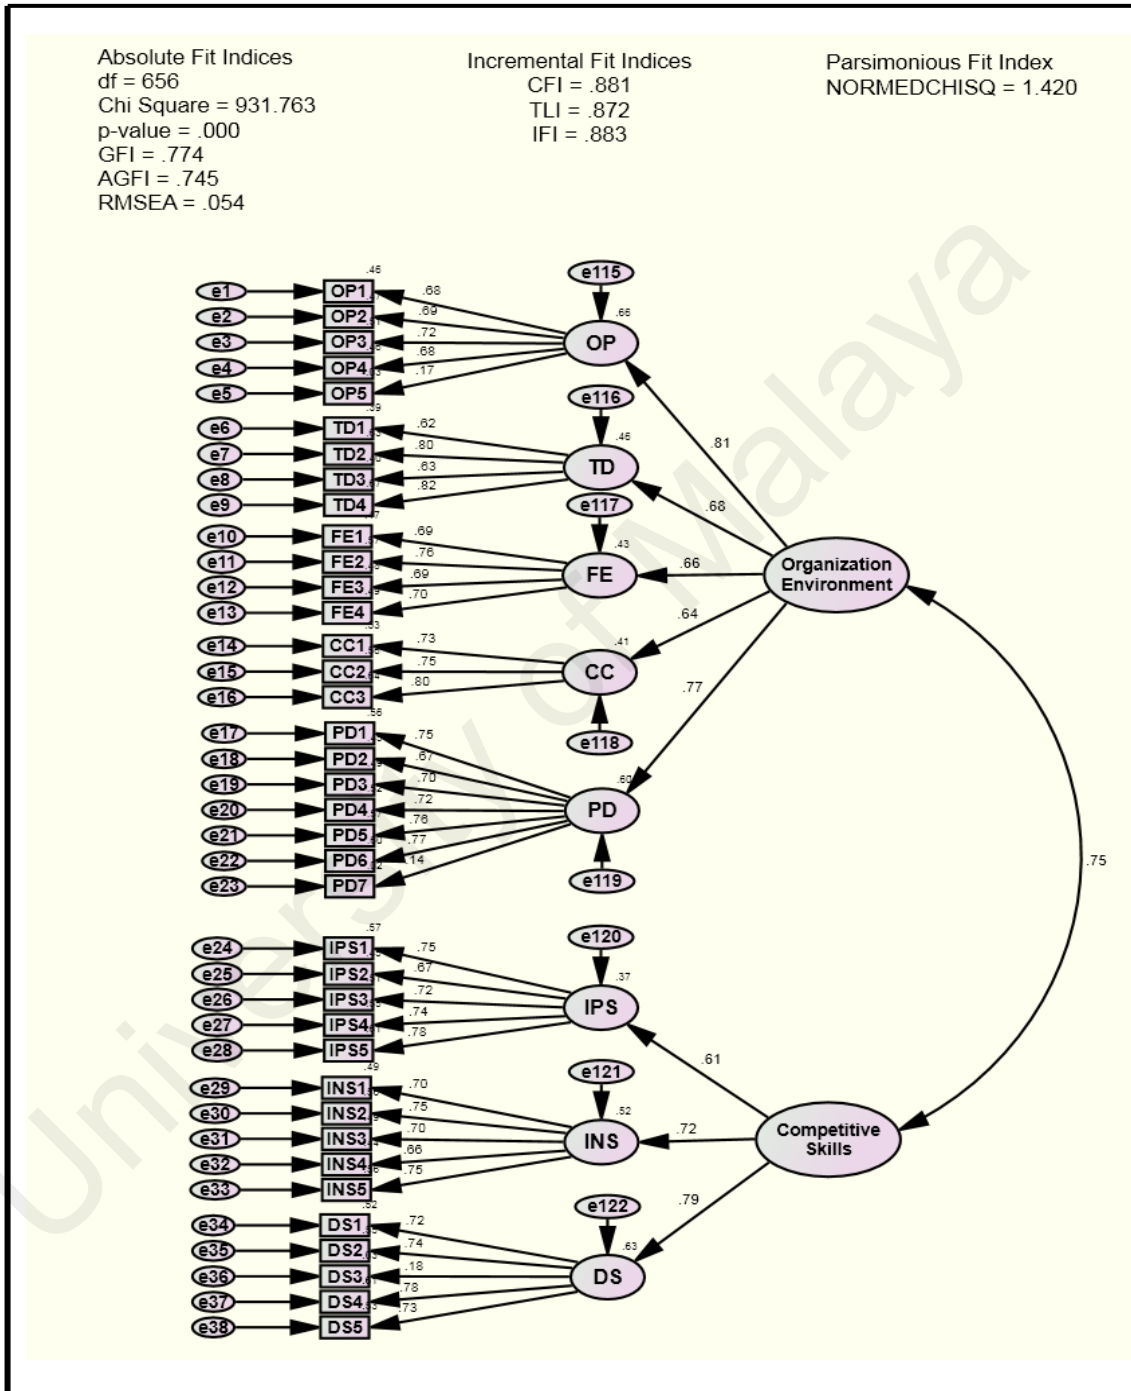 Absolute Fit Indices
df = 656
Chi Square = 931.763
p-value = .000
GFI = .774
AGFI = .745
RMSEA = .054
Incremental Fit Indices
CFI = .881
TLI = .872
IFI = .883
Parsimonious Fit Index
NORMEDCHISQ = 1.420
e115
.46
e1 OP1 .68 .66
e2 OP2 .69 OP
e3 OP3 .72
e4 OP4 .68
e5 OP5 .17
e116
.39
e6 TD1 .62 .46
e7 TD2 .80 TD
e8 TD3 .63
e9 TD4 .82
.81
.68
e117
e10 FE1 .69 .43
e11 FE2 .76 FE
e12 FE3 .69
e13 FE4 .70
.66
Organization
Environment
.64
.53
e14 CC1 .73 .41
e15 CC2 .75 CC
e16 CC3 .80
e118
.77
.56
e17 PD1 .75
e18 PD2 .67
e19 PD3 .70 .60
e20 PD4 .72 PD
e21 PD5 .76
e22 PD6 .77
e23 PD7 .14
e119
.75
e120
.57
e24 IPS1 .75
e25 IPS2 .67 .37
e26 IPS3 .72 IPS
e27 IPS4 .74
e28 IPS5 .78
.61
e121
.49
e29 INS1 .70
e30 INS2 .75 .52
e31 INS3 .70 INS
e32 INS4 .66
e33 INS5 .75
.72
Competitive
Skills
.79
e122
.52
e34 DS1 .72
e35 DS2 .74 .63
e36 DS3 .18 DS
e37 DS4 .78
e38 DS5 .73
University of Malaya